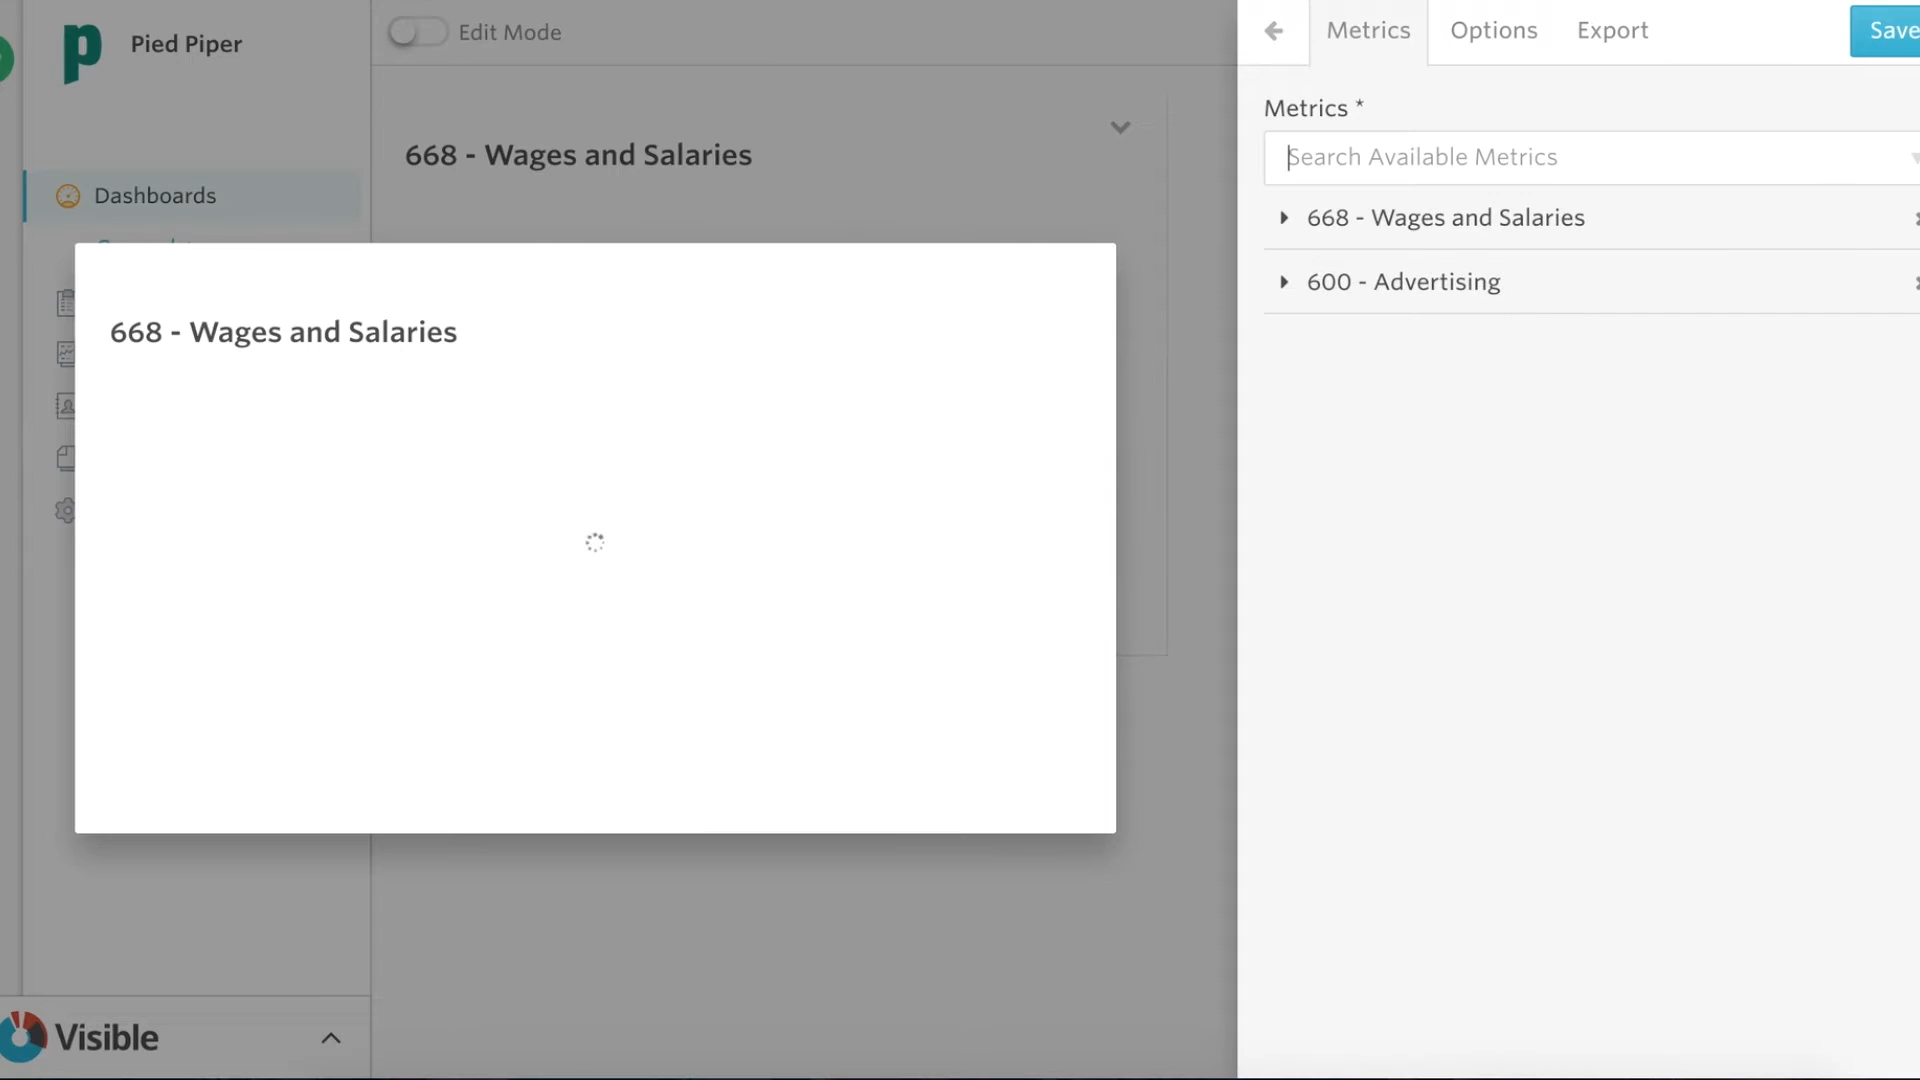 Pied Piper
Edit Mode
Metrics
Options
Export
Save
Metrics *
Search Available Metrics
668 - Wages and Salaries
600 - Advertising
668 - Wages and Salaries
Dashboards
668 - Wages and Salaries
Visible